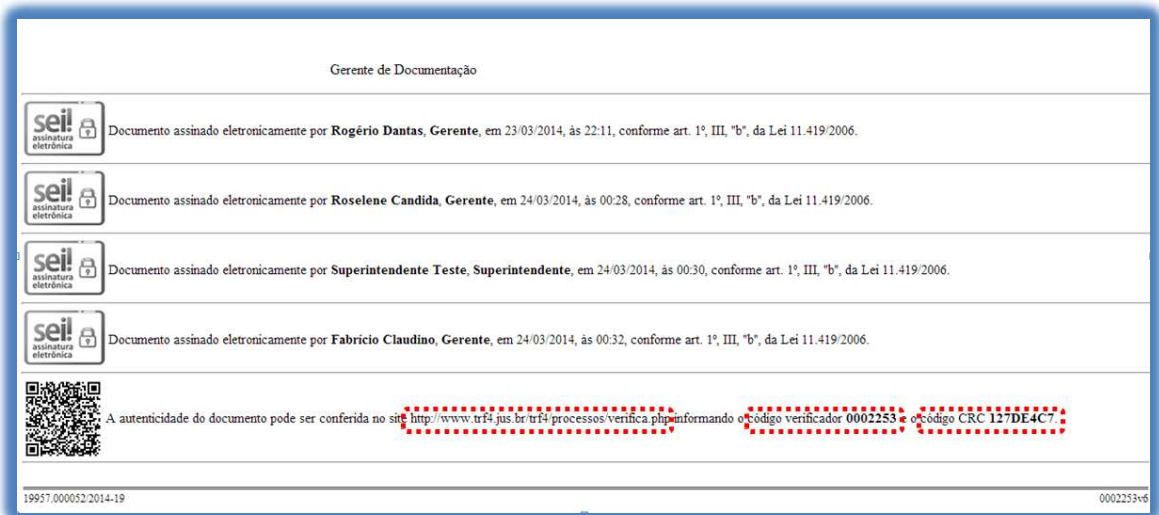 Gerente de Documentação
sei!
assinatura
eletrônica
Documento assinado eletronicamente por Rogério Dantas, Gerente, em 23/03/2014, às 22:11, conforme art. 1º, III, "b", da Lei 11.419/2006.
sei!
assinatura
eletrônica
Documento assinado eletronicamente por Roselene Candida, Gerente, em 24/03/2014, às 00:28, conforme art. 1º, III, "b", da Lei 11.419/2006.
sei!
assinatura
eletrônica
Documento assinado eletronicamente por Superintendente Teste, Superintendente, em 24/03/2014, às 00:30, conforme art. 1º, III, "b", da Lei 11.419/2006.
sei!
assinatura
eletrônica
Documento assinado eletronicamente por Fabrício Claudino, Gerente, em 24/03/2014, às 00:32, conforme art. 1º, III, "b", da Lei 11.419/2006.
A autenticidade do documento pode ser conferida no site http://www.trf4.jus.br/trf4/processos/verifica.php informando o código verificador 0002253 e o código CRC 127DE4C7.
19957.000052/2014-19
0002253v6